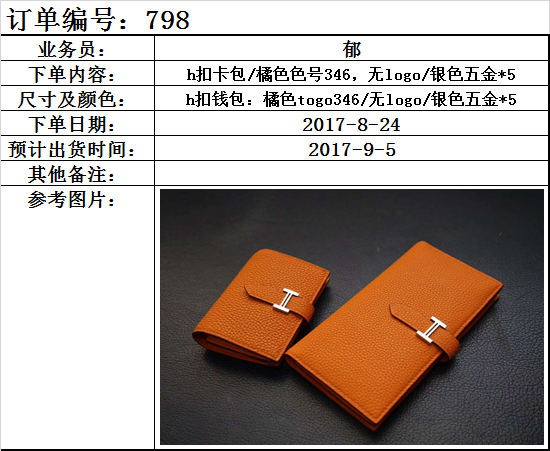 订单编号：798
业务员： 郁
下单内容： h扣卡包/橘色色号346，无logo/银色五金*5
尺寸及颜色： h扣钱包：橘色togo346/无logo/银色五金*5
下单日期： 2017-8-24
预计出货时间： 2017-9-5
其他备注：
参考图片：